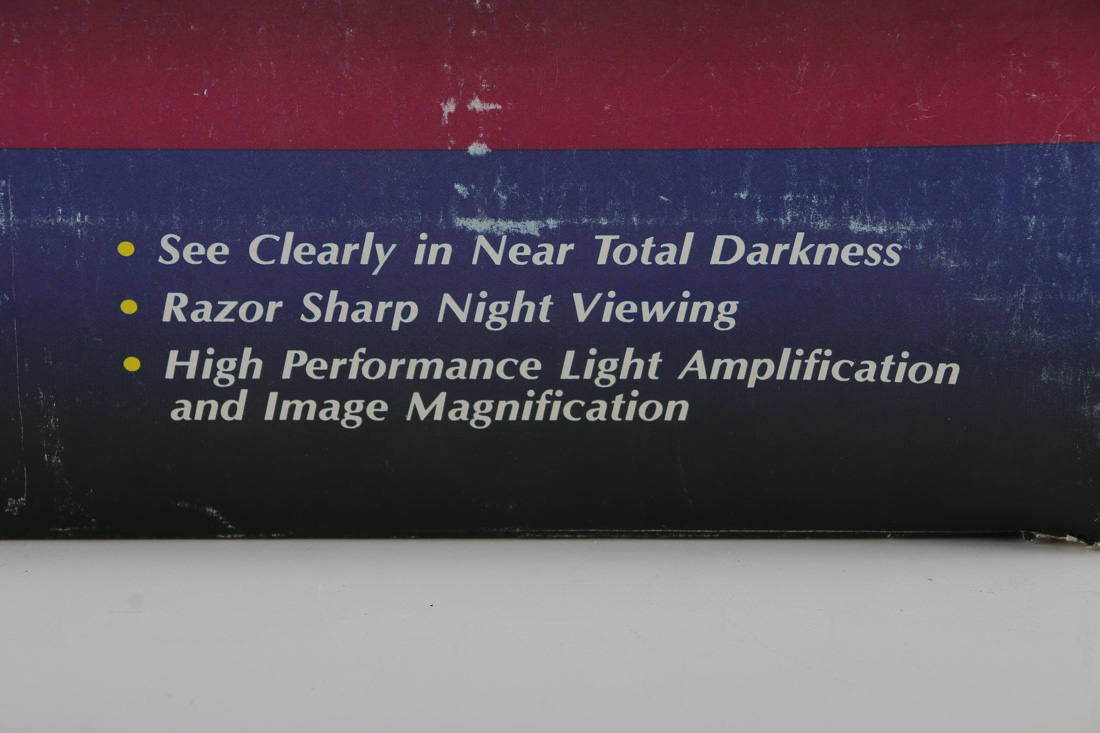 • See Clearly in Near Total Darkness
• Razor Sharp Night Viewing
• High Performance Light Amplification
and Image Magnification